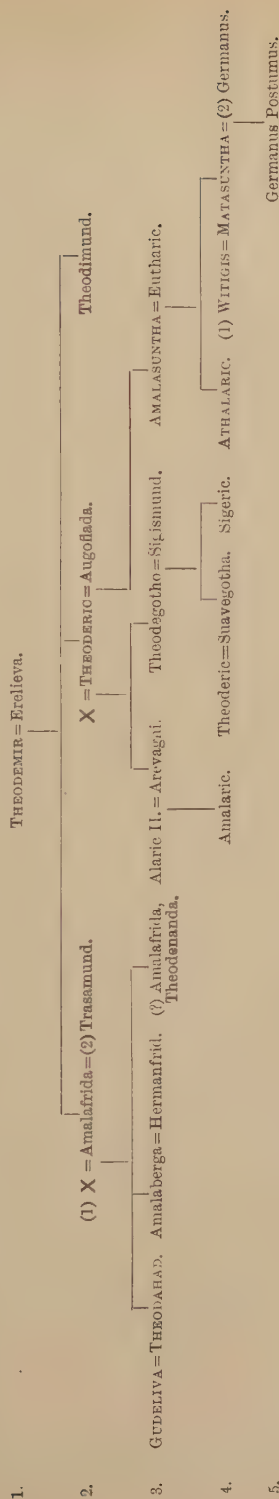 1. THEODEMIR = Erelieva.
2. (1) X = Amalafrida = (2) Trasamund. X = THEODERIC = Augoflada. Theodimund.
3. GUDELIVA = THEODAHAD. Amalaberga = Hermanfrid. (?) Amalafrida, Alaric II. = Arevagni. Theodegotho = Sigismund. AMALASUNTHA = Eutharic.
Theodenanda.
4. Amalaric. Theoderic = Suavegotha. Sigeric. ATHALARIC. (1) WITIGIS = MATASUNTHA = (2) Germanus.
5. Germanus Postumus.